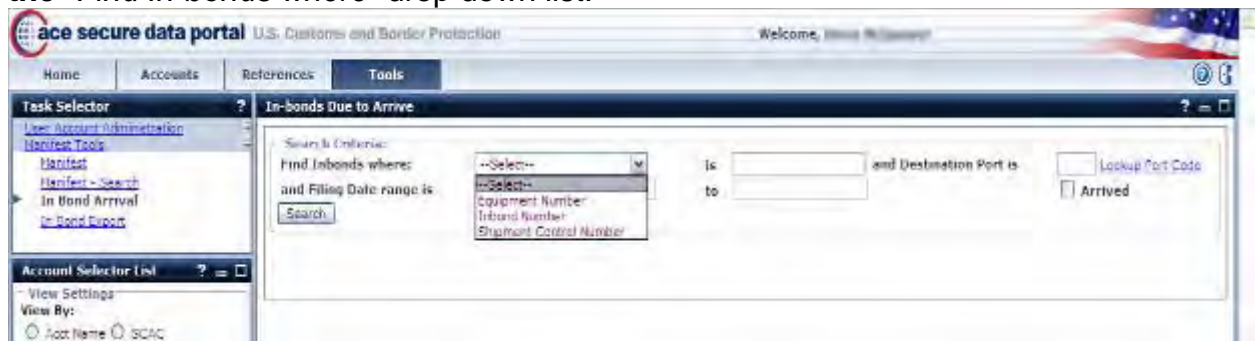 the "Find in-bonds where" drop down list.
ace secure data portal U.S. Customs and Border Protection Welcome,
Home Accounts References Tools
Task Selector ? In-bonds Due to Arrive ?
User Account Administration
Manifest Tools
Manifest
Manifest - Search
In Bond Arrival
In Bond Export
Search Criteria:
Find Inbonds where: --Select-- is and Destination Port is Lookup Port Code
and Filing Date range is to Arrived
--Select--
Equipment Number
Inbond Number
Shipment Control Number
Search
Account Selector List ?
View Settings
View By:
Acct Name SCAC